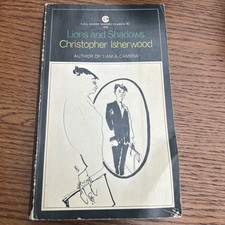 Lions and Shadows
Christopher Isherwood
AUTHOR OF 'I AM A CAMERA'